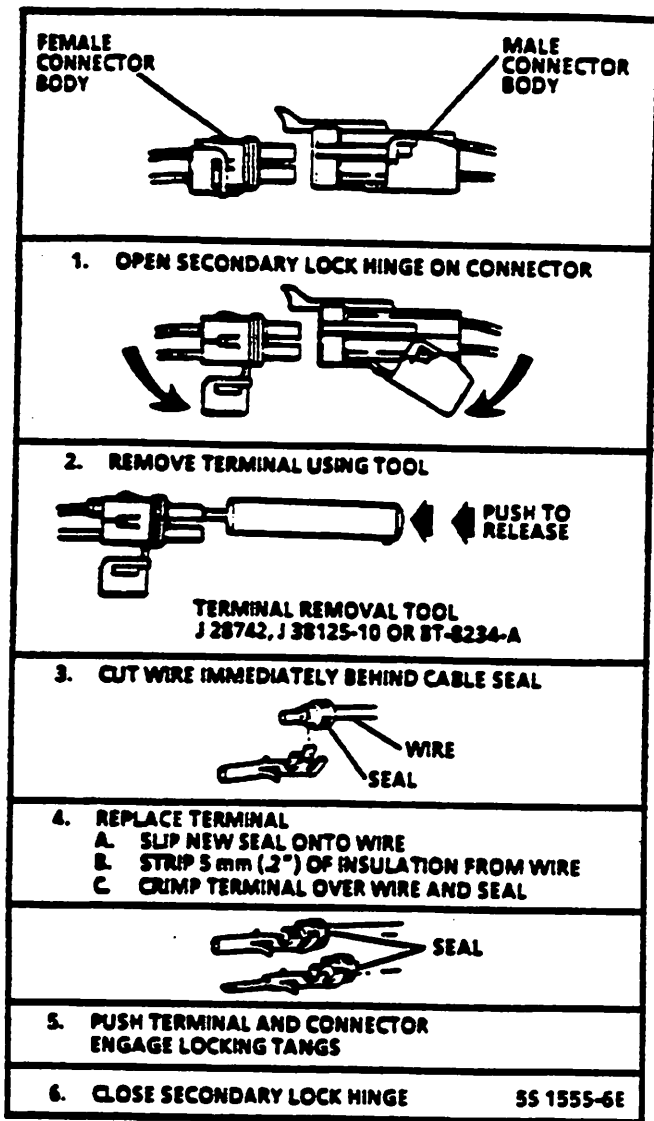 FEMALE
CONNECTOR
BODY
MALE
CONNECTOR
BODY
1. OPEN SECONDARY LOCK HINGE ON CONNECTOR
2. REMOVE TERMINAL USING TOOL
PUSH TO
RELEASE
TERMINAL REMOVAL TOOL
J 28742, J 38125-10 OR BT-8234-A
3. CUT WIRE IMMEDIATELY BEHIND CABLE SEAL
WIRE
SEAL
4. REPLACE TERMINAL
A. SLIP NEW SEAL ONTO WIRE
B. STRIP 5 mm (.2") OF INSULATION FROM WIRE
C. CRIMP TERMINAL OVER WIRE AND SEAL
SEAL
5. PUSH TERMINAL AND CONNECTOR
ENGAGE LOCKING TANGS
6. CLOSE SECONDARY LOCK HINGE
5S 1555-6E